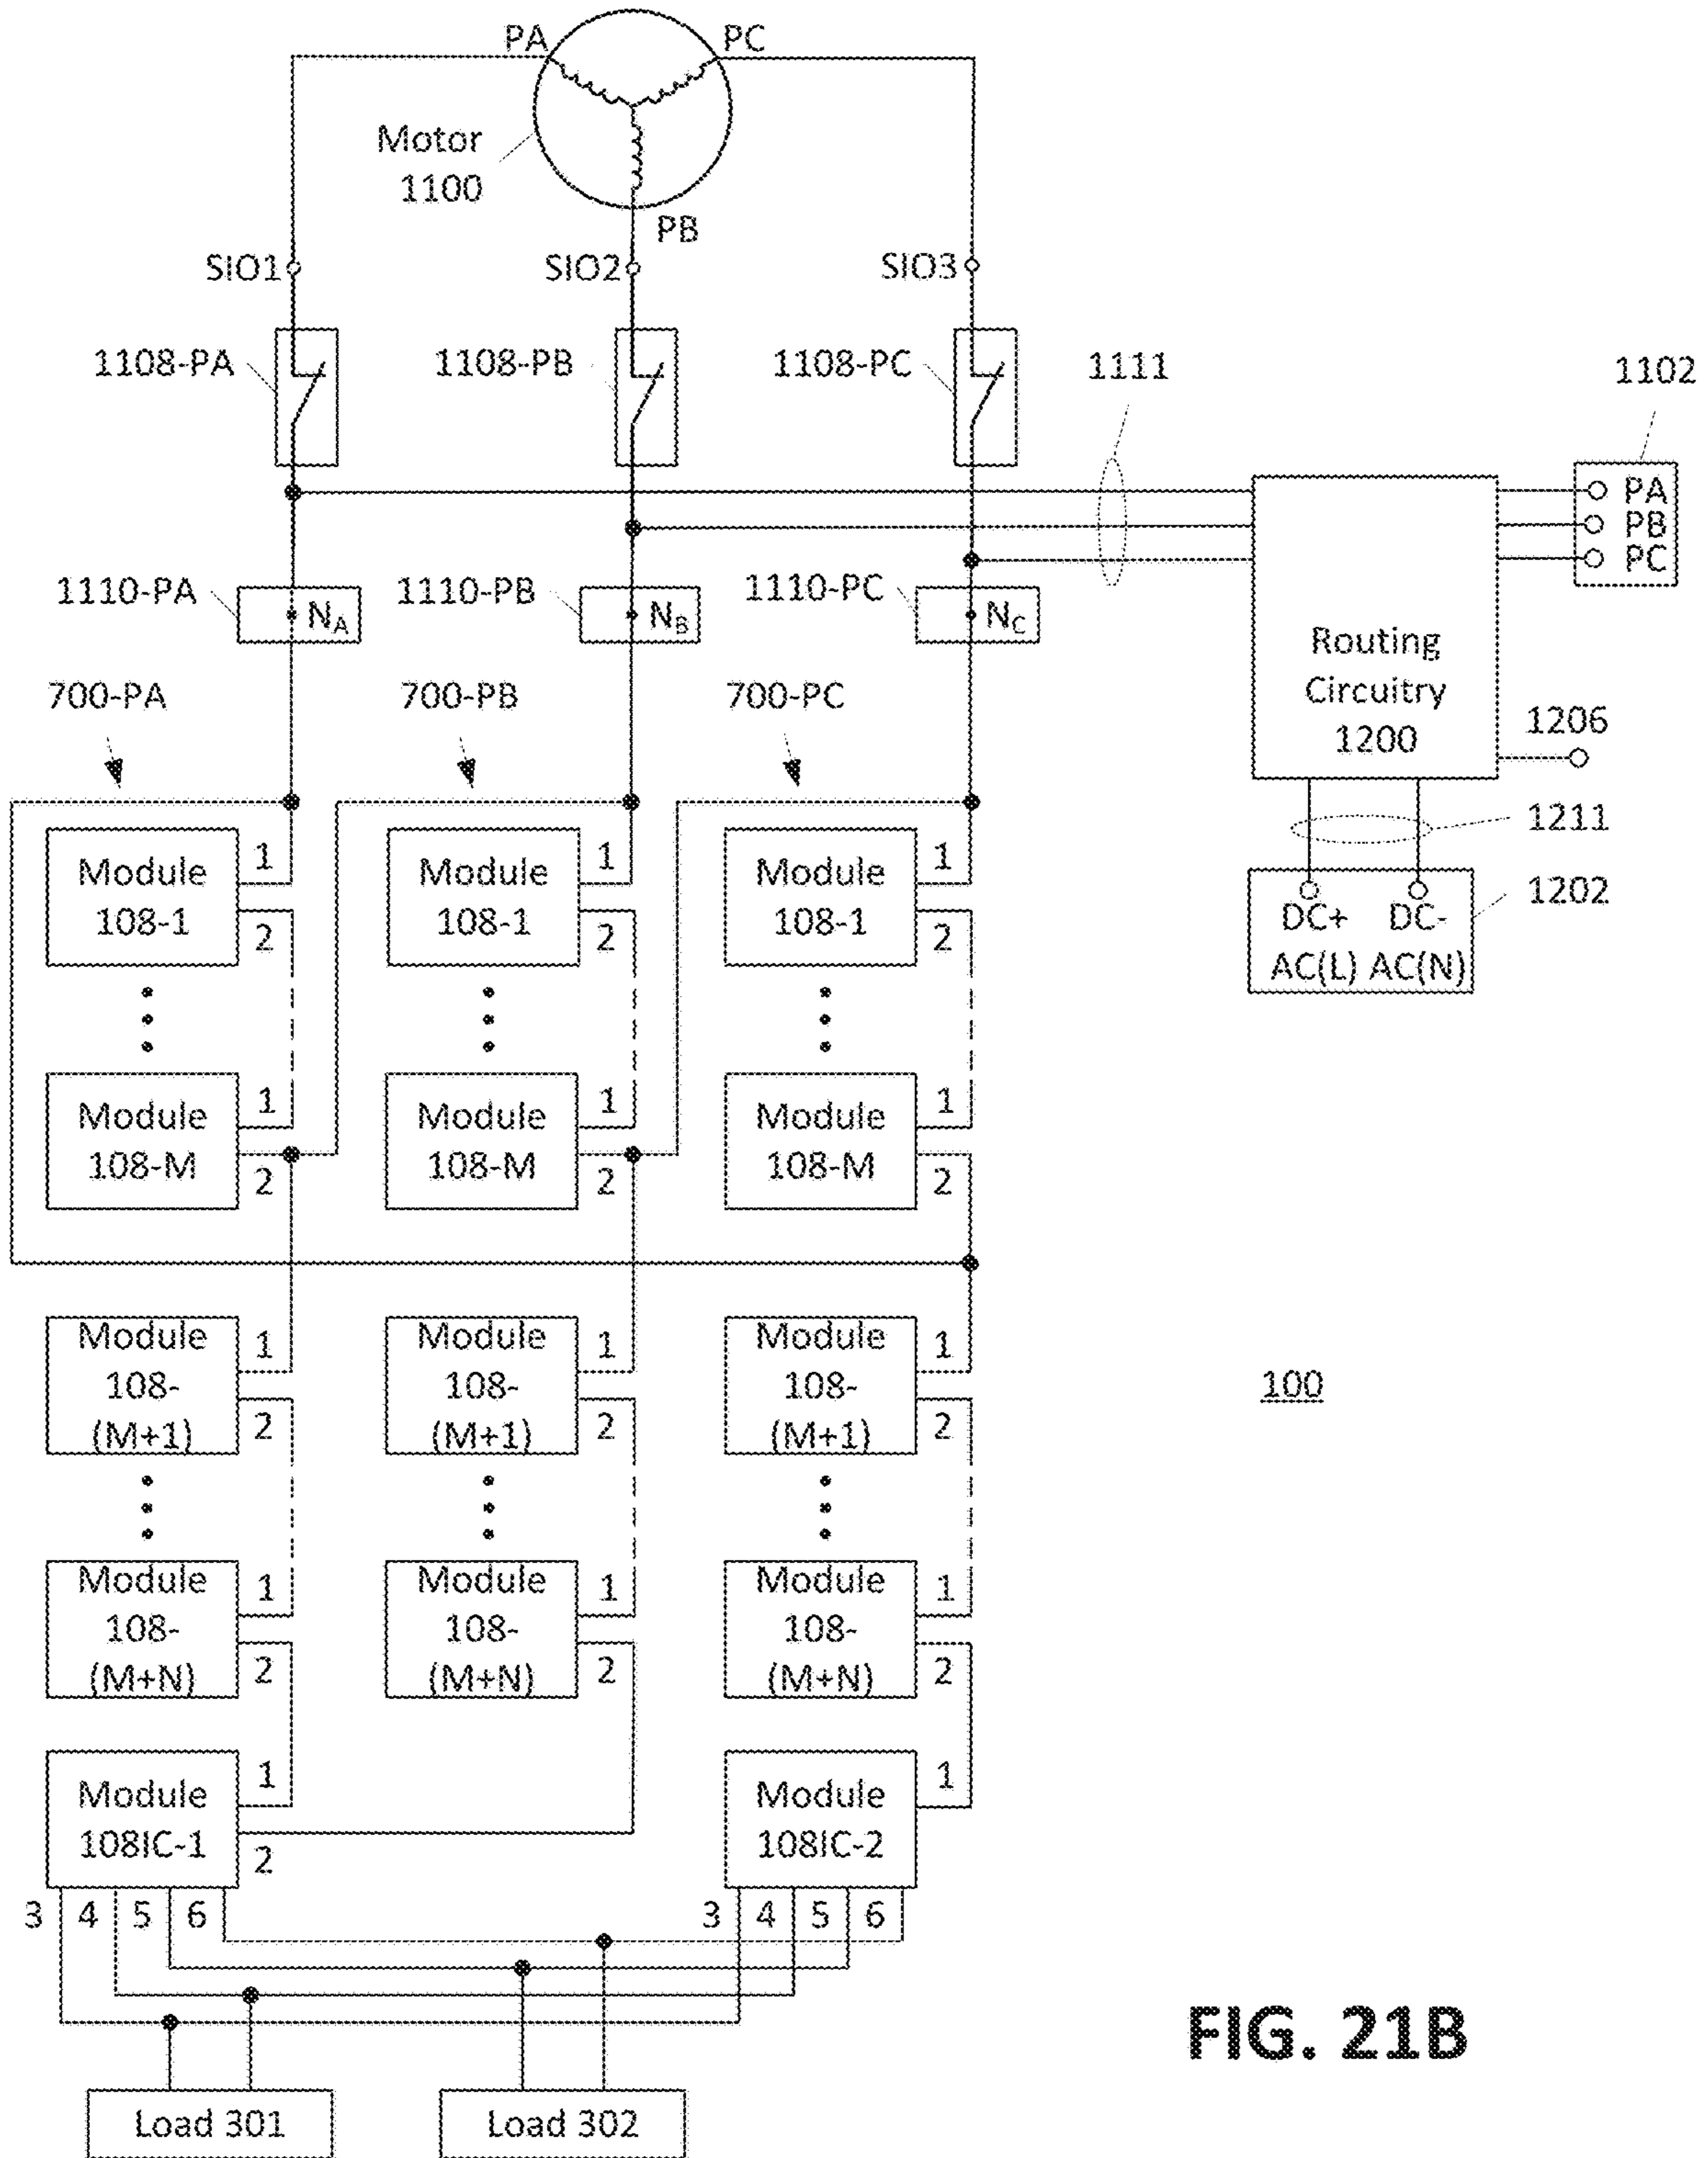 PA
PC
Motor
1100
PB
SIO1
SIO2
SIO3
1108-PA
1108-PB
1108-PC
1111
1102
PA
PB
PC
1110-PA
1110-PB
1110-PC
NA
NB
NC
Routing
Circuitry
1200
1206
700-PA
700-PB
700-PC
1211
1202
DC+ DC-
AC(L) AC(N)
Module
108-1
1
2
Module
108-1
1
2
Module
108-1
1
2
Module
108-M
1
2
Module
108-M
1
2
Module
108-M
1
2
Module
108-
(M+1)
1
2
Module
108-
(M+1)
1
2
Module
108-
(M+1)
1
2
100
Module
108-
(M+N)
1
2
Module
108-
(M+N)
1
2
Module
108-
(M+N)
1
2
Module
108IC-1
1
2
Module
108IC-2
1
3 4 5 6
3 4 5 6
Load 301
Load 302
FIG. 21B